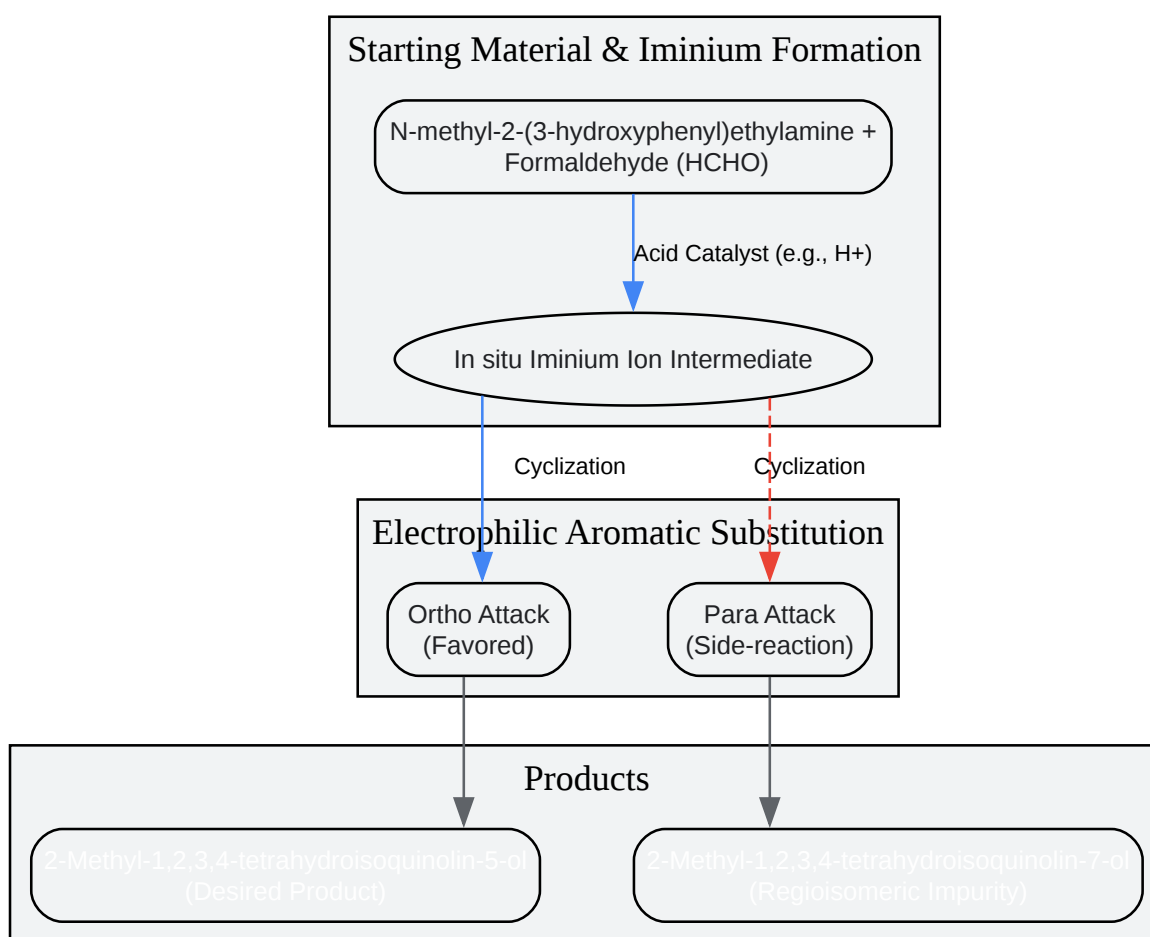 Starting Material & Iminium Formation
N-methyl-2-(3-hydroxyphenyl)ethylamine +
Formaldehyde (HCHO)
Acid Catalyst (e.g., H+)
In situ Iminium Ion Intermediate
Cyclization
Cyclization
Electrophilic Aromatic Substitution
Ortho Attack
(Favored)
Para Attack
(Side-reaction)
Products
2-Methyl-1,2,3,4-tetrahydroisoquinolin-5-ol
(Desired Product)
2-Methyl-1,2,3,4-tetrahydroisoquinolin-7-ol
(Regioisomeric Impurity)